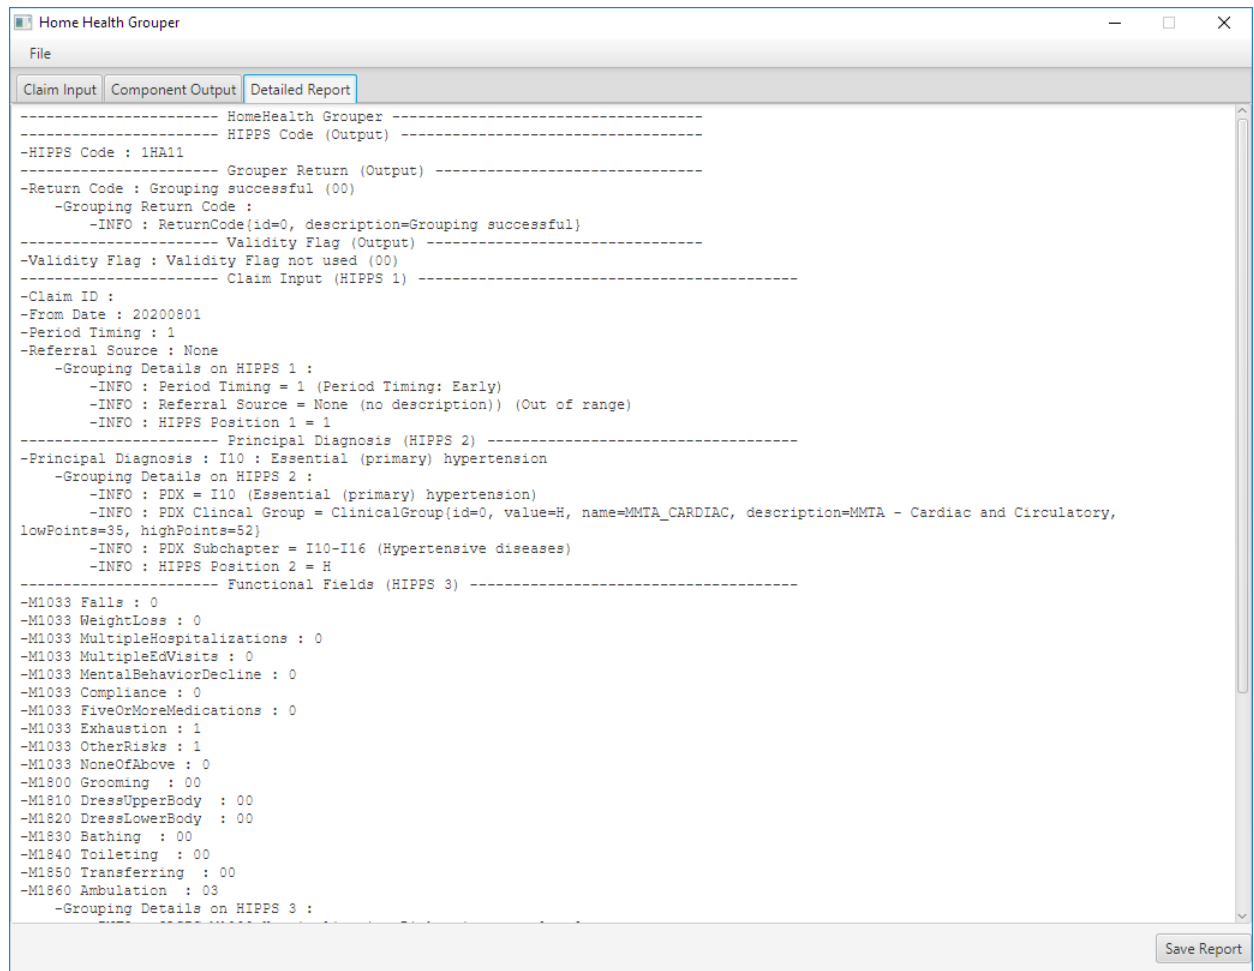 Home Health Grouper
File
Claim Input Component Output Detailed Report
----------------------- HomeHealth Grouper ------------------------------------
----------------------- HIPPS Code (Output) -----------------------------------
-HIPPS Code : 1HA11
----------------------- Grouper Return (Output) -------------------------------
-Return Code : Grouping successful (00)
    -Grouping Return Code :
        -INFO : ReturnCode{id=0, description=Grouping successful}
----------------------- Validity Flag (Output) --------------------------------
-Validity Flag : Validity Flag not used (00)
----------------------- Claim Input (HIPPS 1) --------------------------------------------
-Claim ID :
-From Date : 20200801
-Period Timing : 1
-Referral Source : None
    -Grouping Details on HIPPS 1 :
        -INFO : Period Timing = 1 (Period Timing: Early)
        -INFO : Referral Source = None (no description)) (Out of range)
        -INFO : HIPPS Position 1 = 1
----------------------- Principal Diagnosis (HIPPS 2) ------------------------------------
-Principal Diagnosis : I10 : Essential (primary) hypertension
    -Grouping Details on HIPPS 2 :
        -INFO : PDX = I10 (Essential (primary) hypertension)
        -INFO : PDX Clincal Group = ClinicalGroup{id=0, value=H, name=MMTA_CARDIAC, description=MMTA - Cardiac and Circulatory,
lowPoints=35, highPoints=52}
        -INFO : PDX Subchapter = I10-I16 (Hypertensive diseases)
        -INFO : HIPPS Position 2 = H
----------------------- Functional Fields (HIPPS 3) --------------------------------------
-M1033 Falls : 0
-M1033 WeightLoss : 0
-M1033 MultipleHospitalizations : 0
-M1033 MultipleEdVisits : 0
-M1033 MentalBehaviorDecline : 0
-M1033 Compliance : 0
-M1033 FiveOrMoreMedications : 0
-M1033 Exhaustion : 1
-M1033 OtherRisks : 1
-M1033 NoneOfAbove : 0
-M1800 Grooming  : 00
-M1810 DressUpperBody  : 00
-M1820 DressLowerBody  : 00
-M1830 Bathing  : 00
-M1840 Toileting  : 00
-M1850 Transferring  : 00
-M1860 Ambulation  : 03
    -Grouping Details on HIPPS 3 :
Save Report